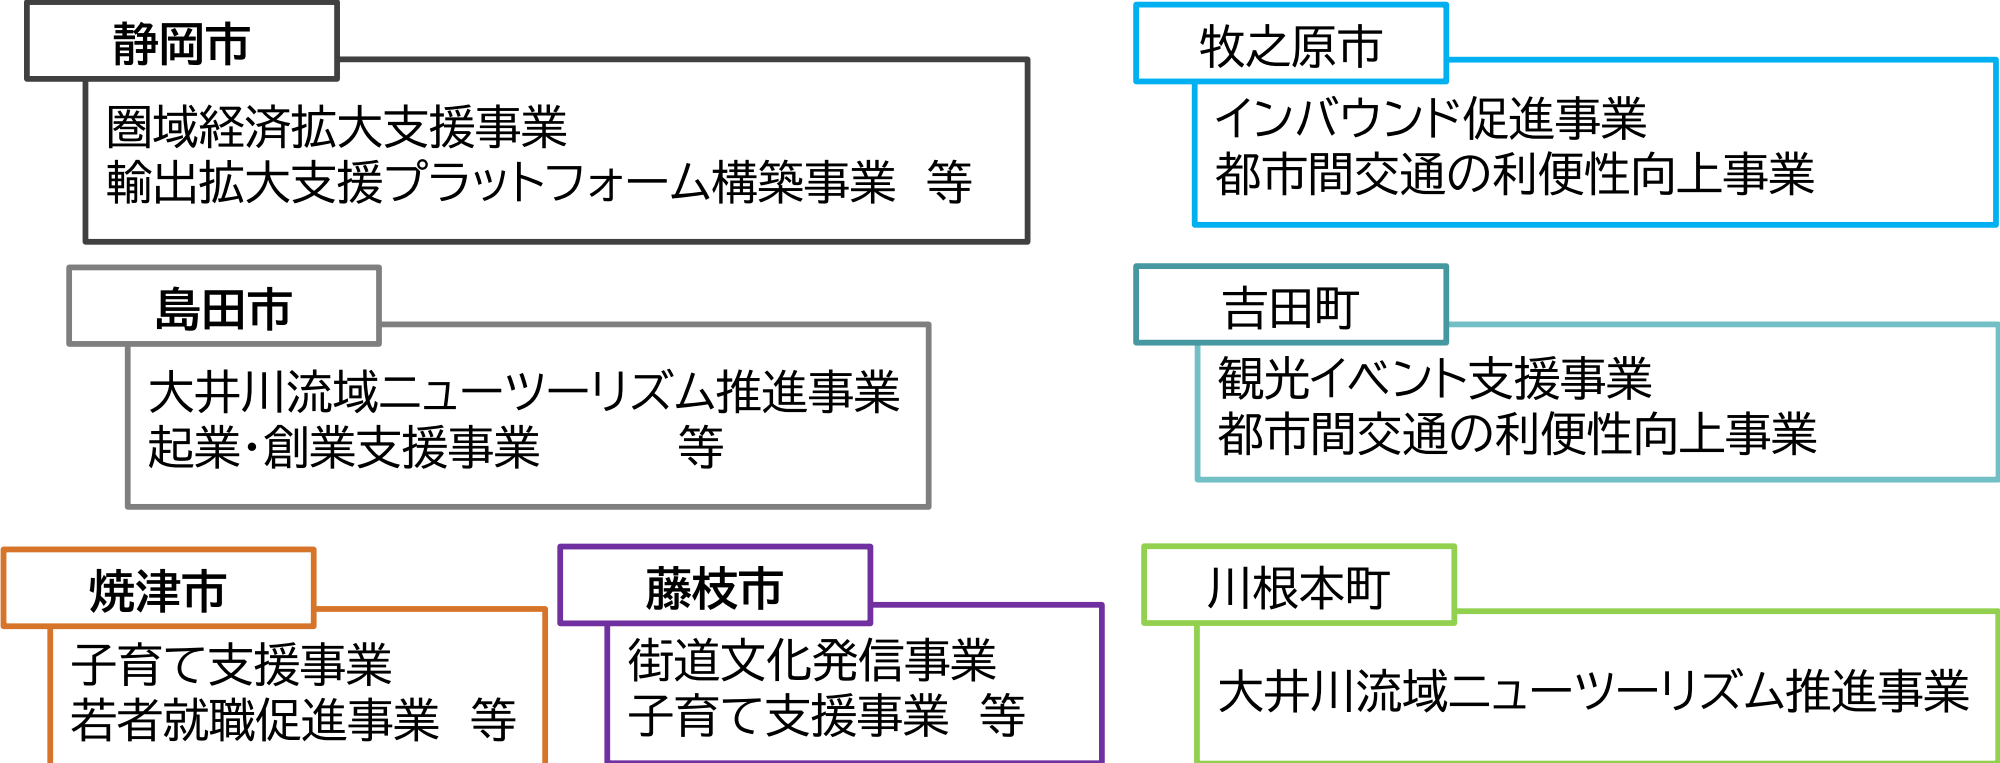 静岡市
圏域経済拡大支援事業
輸出拡大支援プラットフォーム構築事業　等
島田市
大井川流域ニューツーリズム推進事業
起業・創業支援事業　　　等
焼津市
子育て支援事業
若者就職促進事業　等
藤枝市
街道文化発信事業
子育て支援事業　等
牧之原市
インバウンド促進事業
都市間交通の利便性向上事業
吉田町
観光イベント支援事業
都市間交通の利便性向上事業
川根本町
大井川流域ニューツーリズム推進事業